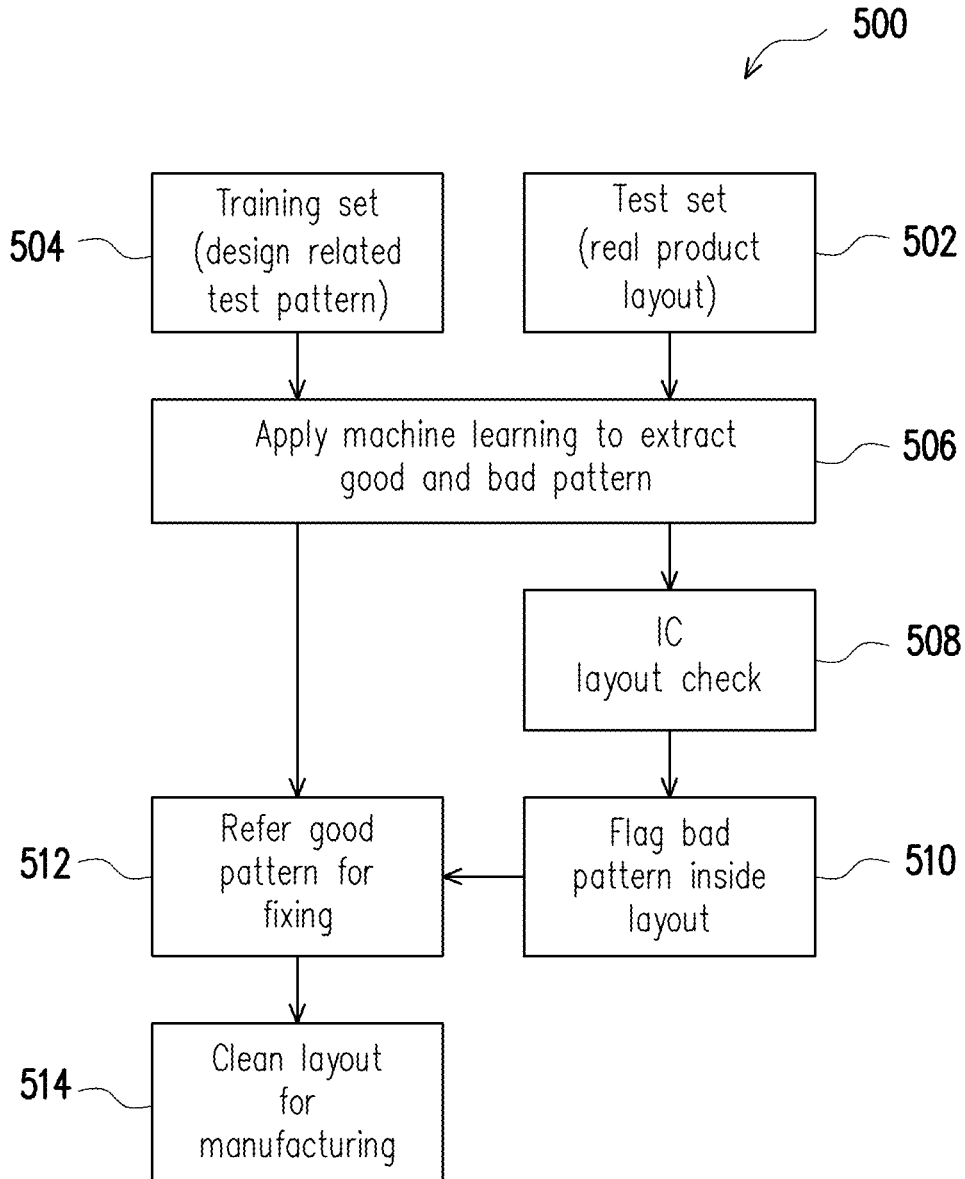 500
504
Training set
(design related
test pattern)
Test set
(real product
layout)
502
Apply machine learning to extract
good and bad pattern
506
IC
layout check
508
512
Refer good
pattern for
fixing
Flag bad
pattern inside
layout
510
514
Clean layout
for
manufacturing